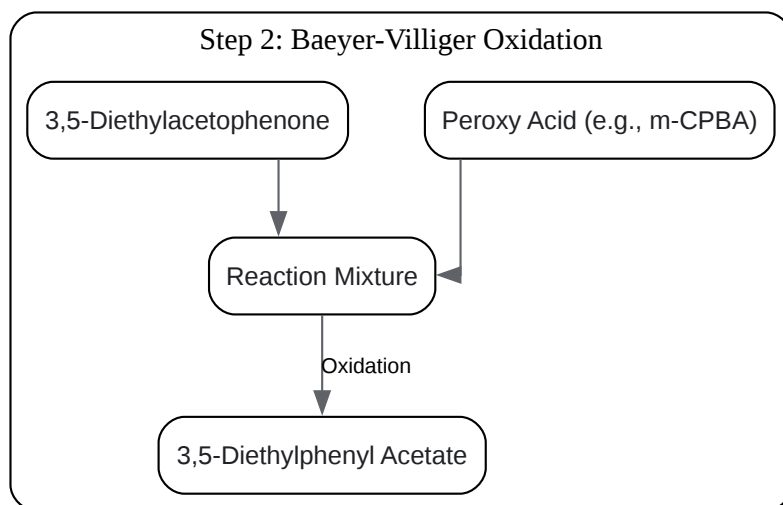 Step 2: Baeyer-Villiger Oxidation
3,5-Diethylacetophenone
Peroxy Acid (e.g., m-CPBA)
Reaction Mixture
Oxidation
3,5-Diethylphenyl Acetate